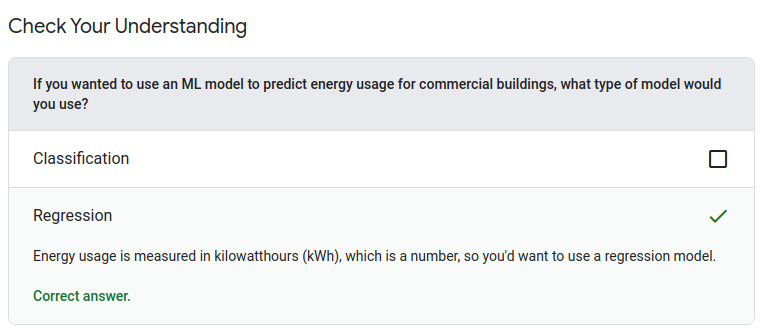 Check Your Understanding
If you wanted to use an ML model to predict energy usage for commercial buildings, what type of model would
you use?
Classification
Regression
Energy usage is measured in kilowatthours (kWh), which is a number, so you'd want to use a regression model.
Correct answer.